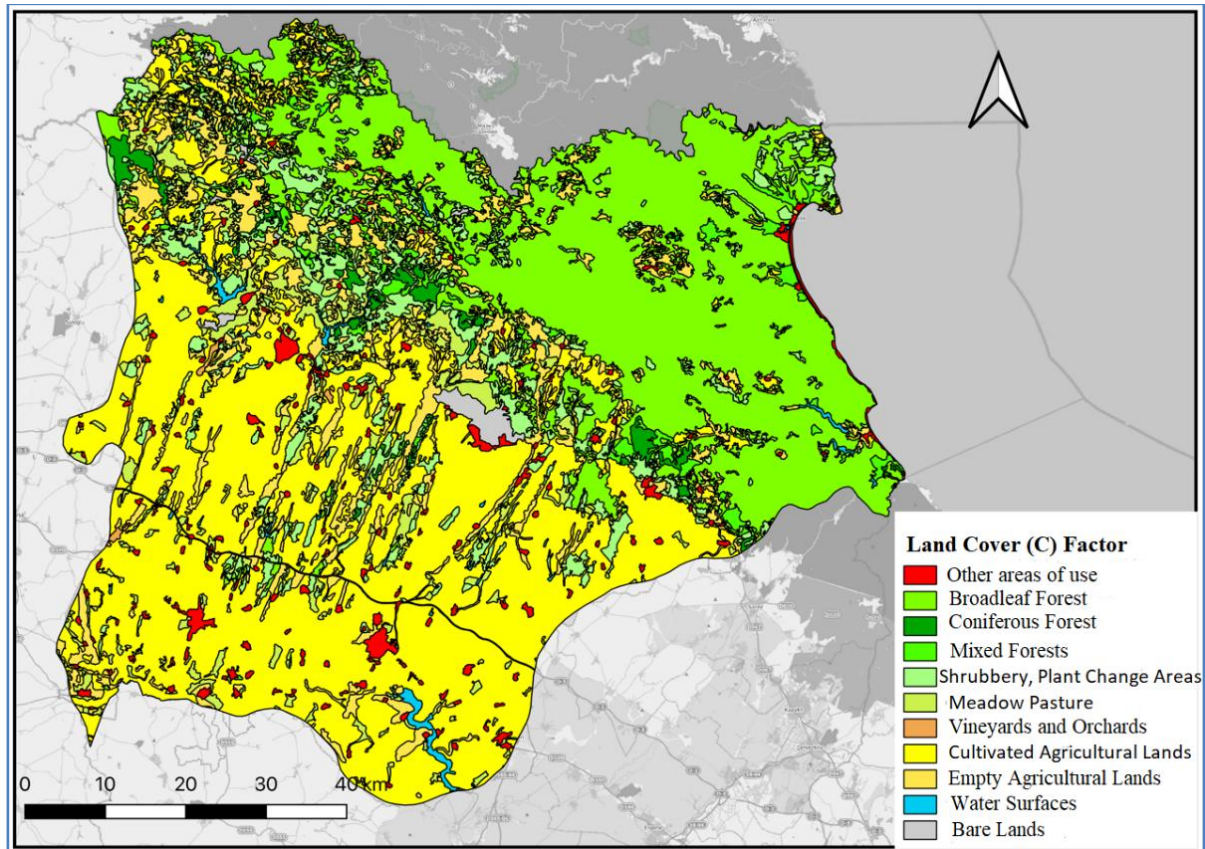 Land Cover (C) Factor
Other areas of use
Broadleaf Forest
Coniferous Forest
Mixed Forests
Shrubbery, Plant Change Areas
Meadow Pasture
Vineyards and Orchards
Cultivated Agricultural Lands
Empty Agricultural Lands
Water Surfaces
Bare Lands
0 10 20 30 40 km